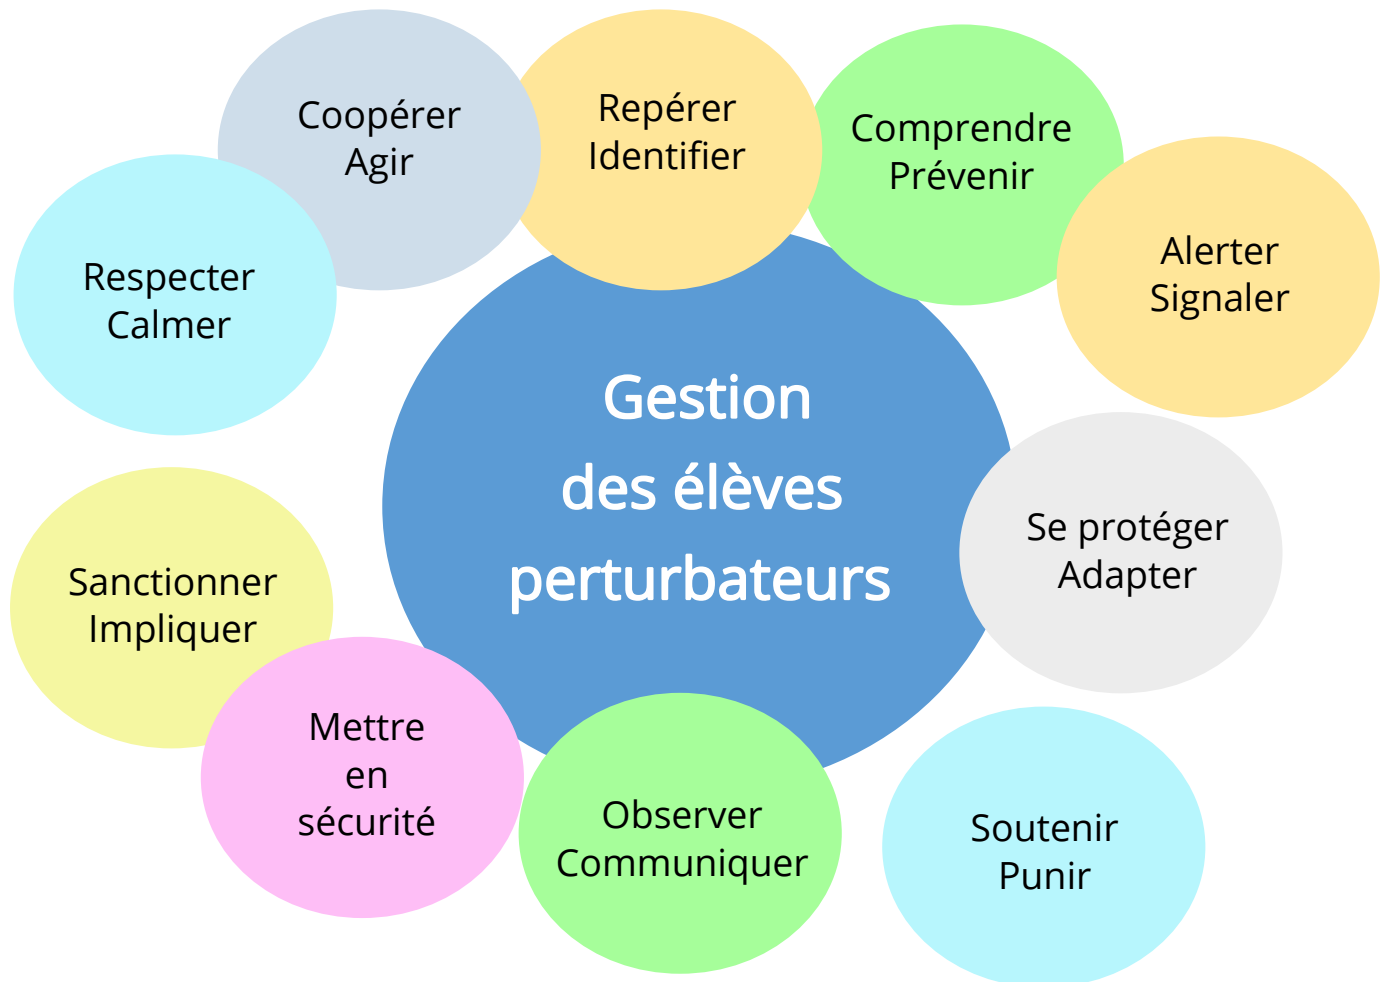 Coopérer
Agir
Repérer
Identifier
Comprendre
Prévenir
Alerter
Signaler
Respecter
Calmer
Gestion
des élèves
perturbateurs
Se protéger
Adapter
Sanctionner
Impliquer
Mettre
en
sécurité
Observer
Communiquer
Soutenir
Punir